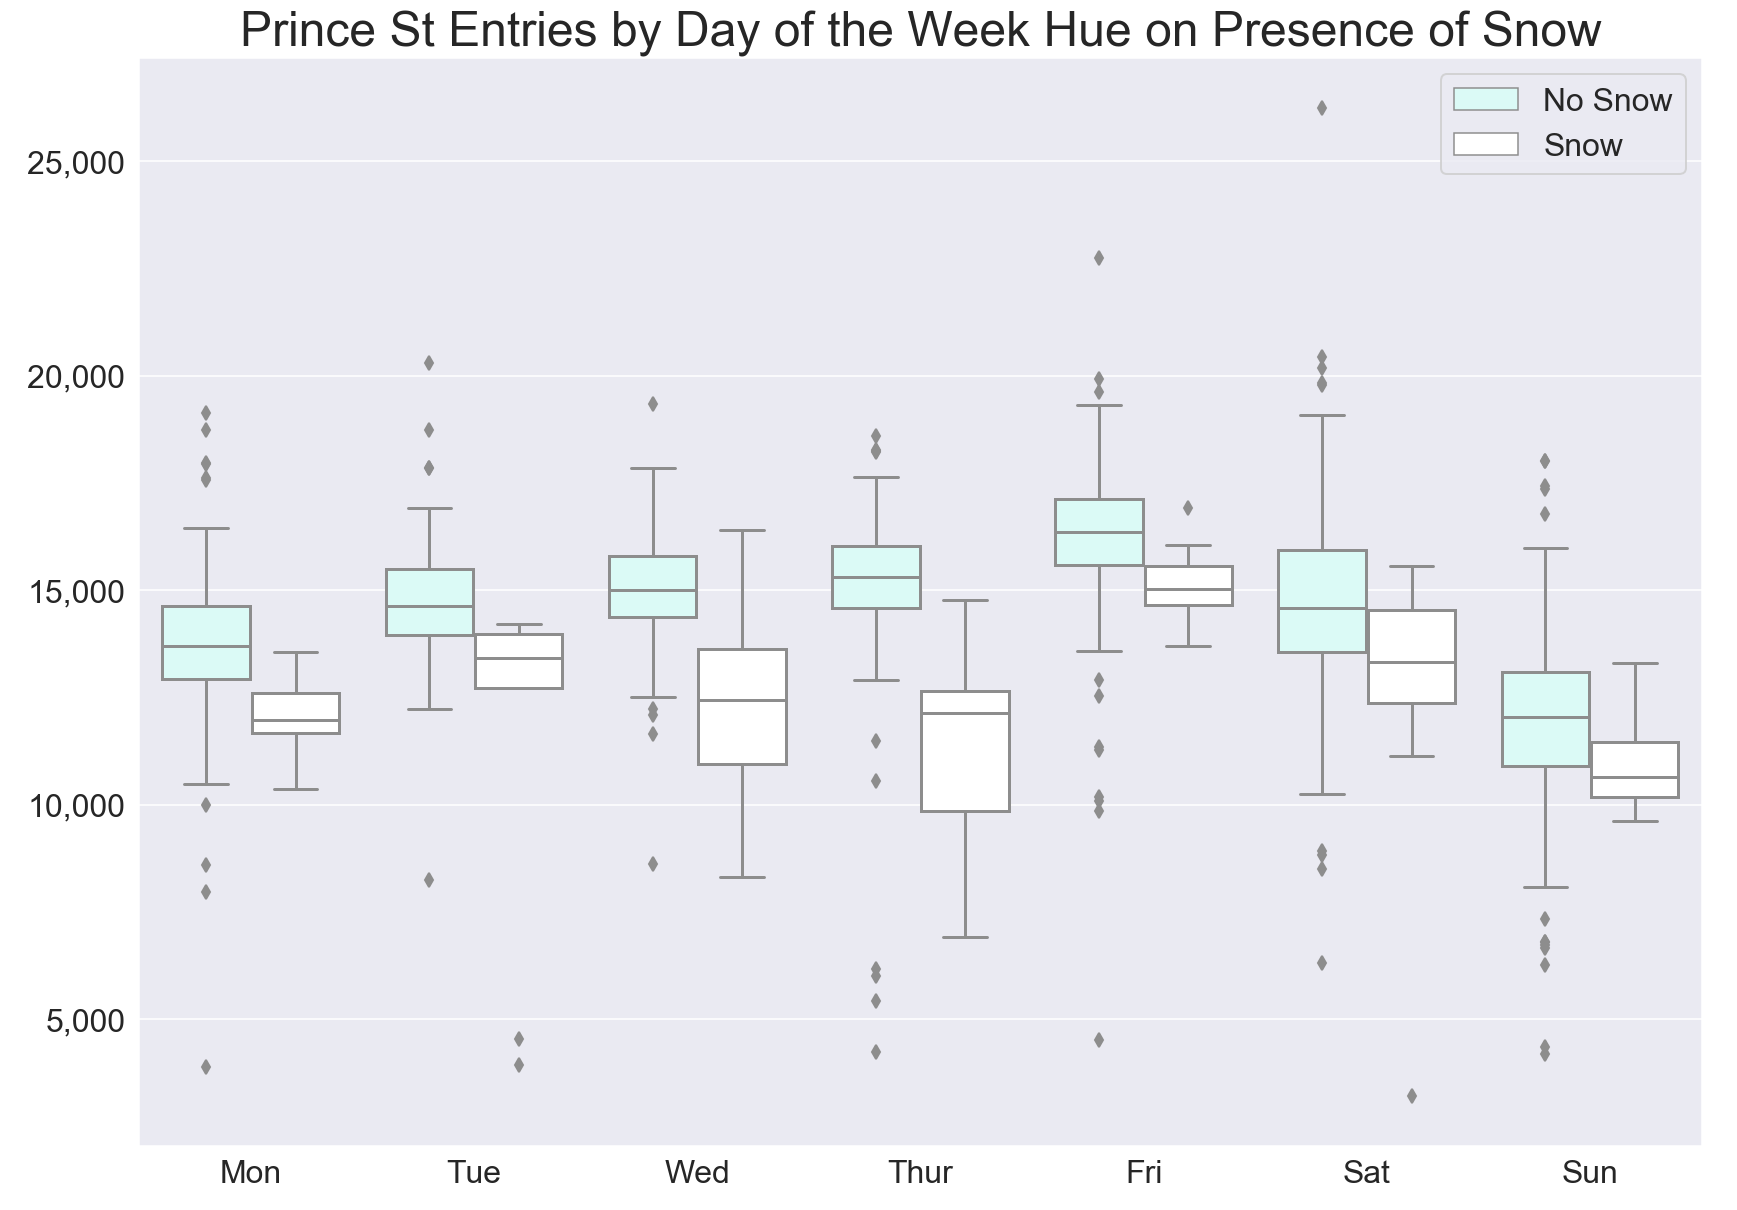 Prince St Entries by Day of the Week Hue on Presence of Snow
No Snow
Snow
25,000
20,000
15,000
10,000
5,000
Mon Tue Wed Thur Fri Sat Sun